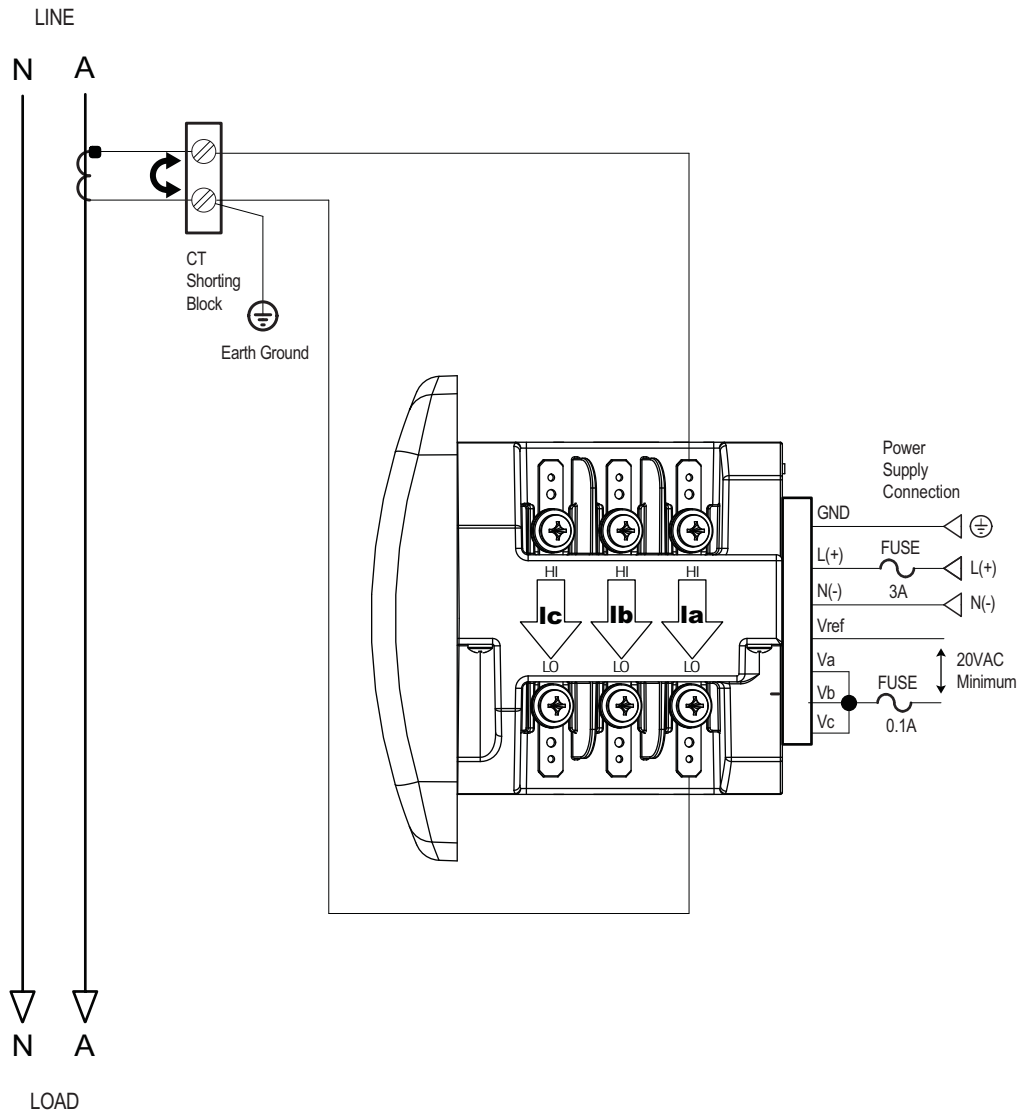 LINE
N A
CT
Shorting
Block
Earth Ground
Power
Supply
Connection
GND
L(+)
FUSE
3A
L(+)
N(-)
N(-)
Vref
Va
Vb
Vc
FUSE
0.1A
20VAC
Minimum
HI HI HI
Ic Ib Ia
LO LO LO
N A
LOAD